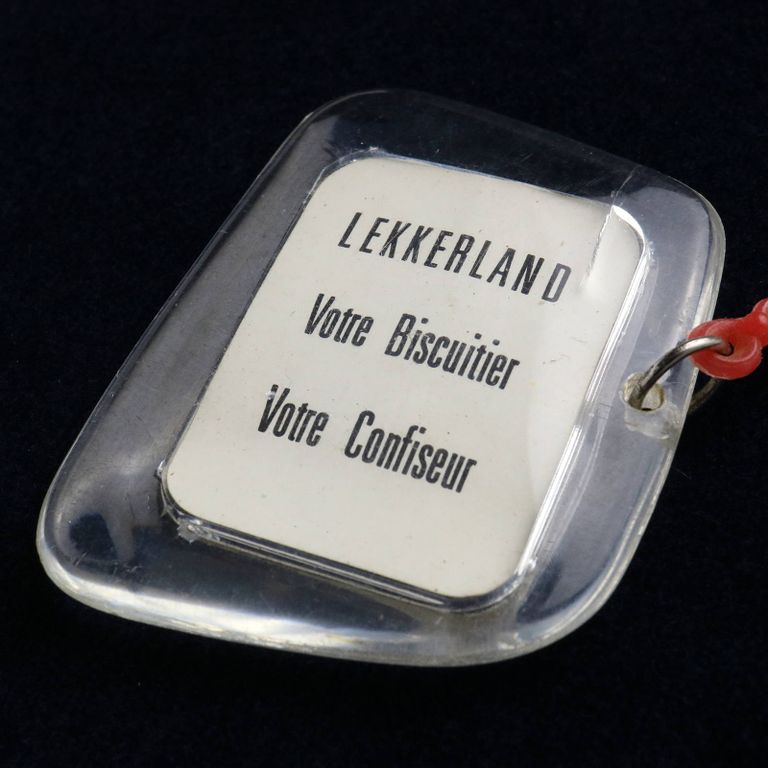 LEKKERLAND
Votre Biscuitier
Votre Confiseur